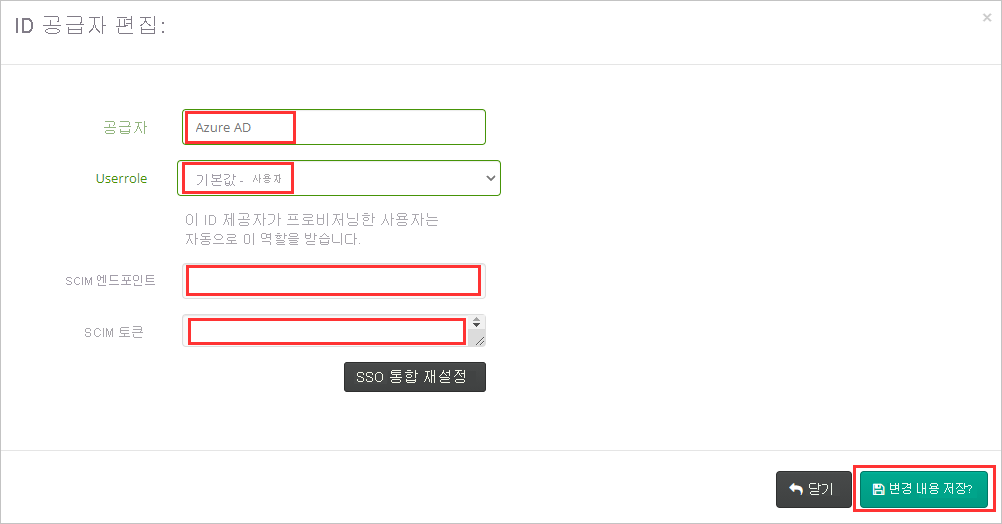 ID 공급자 편집:
×
공급자
Azure AD
Userrole
기본값 - 사용자
이 ID 제공자가 프로비저닝한 사용자는
자동으로 이 역할을 받습니다.
SCIM 엔드포인트
SCIM 토큰
SSO 통합 재설정
닫기
변경 내용 저장?